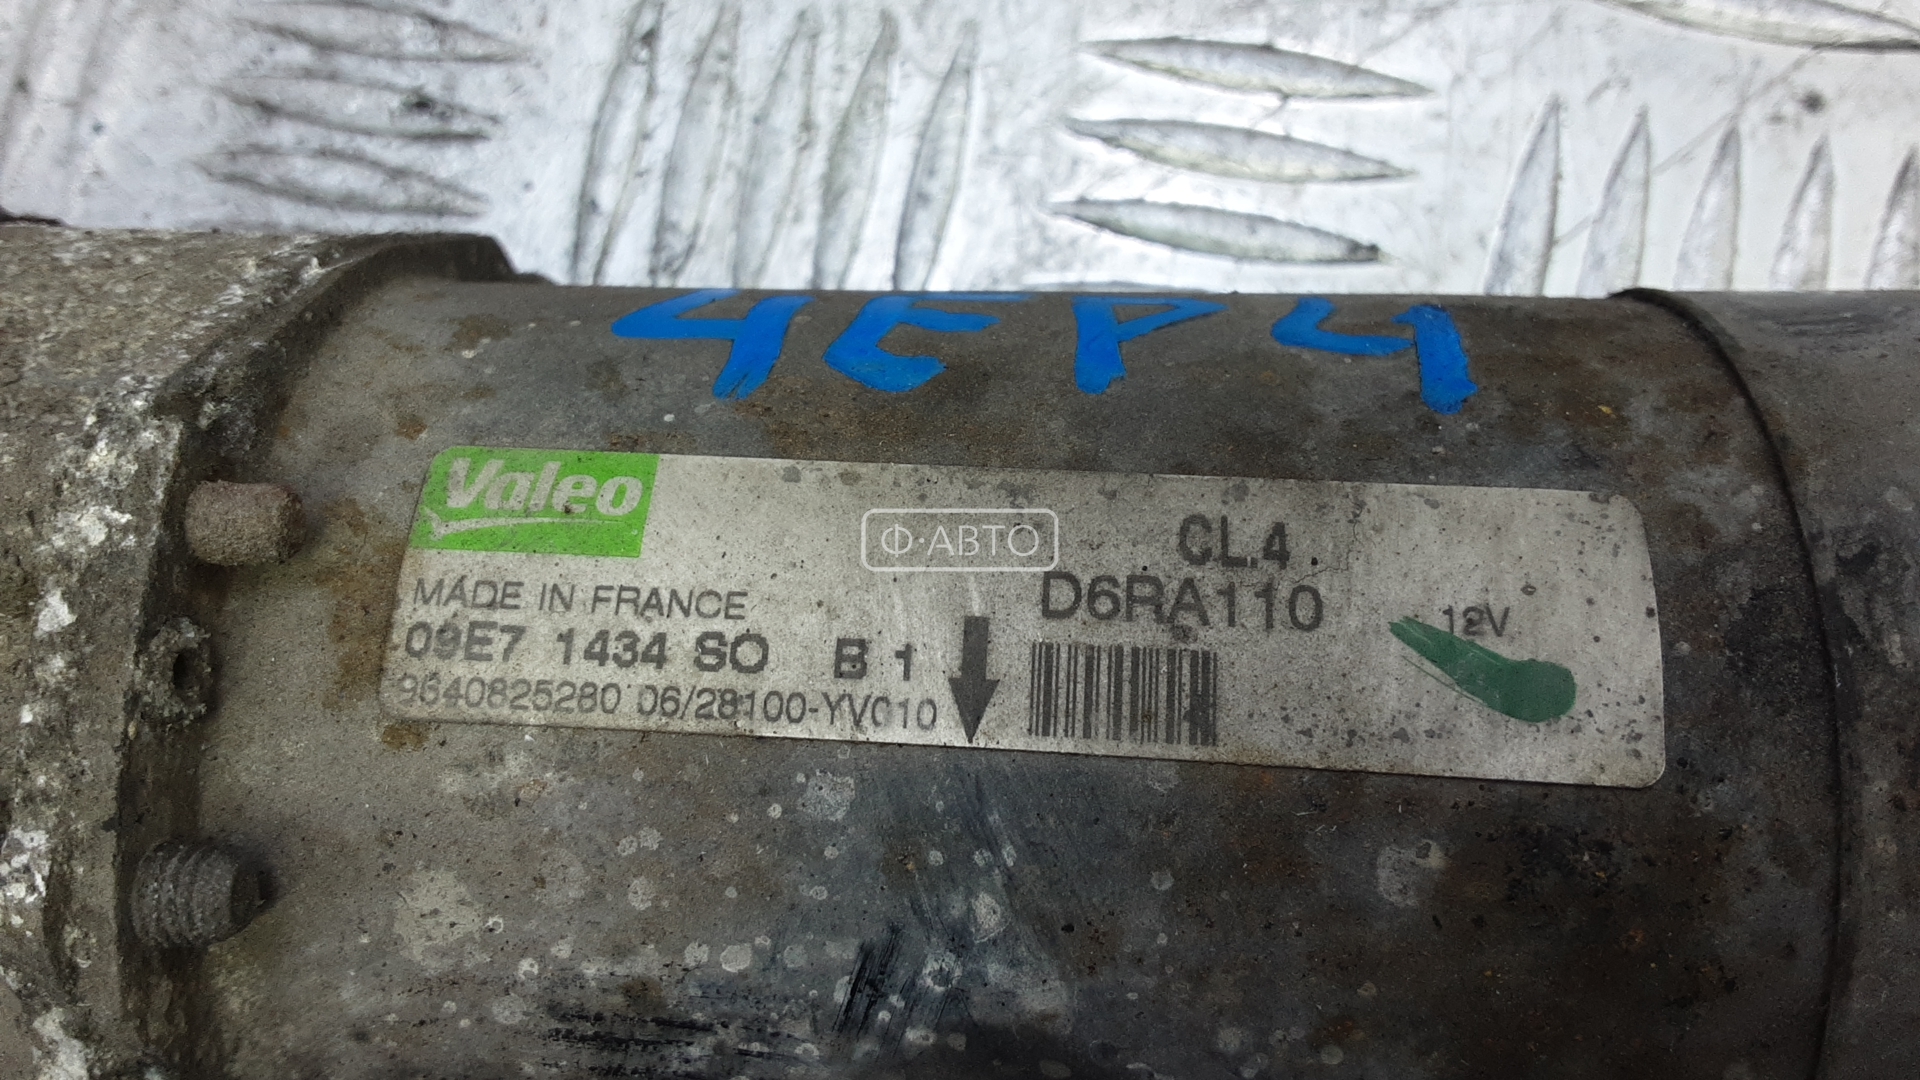 4EP4
Valeo
Ф·АВТО
CL.4
D6RA110
MADE IN FRANCE
12V
09E7 1434 SO B 1
9640825280 06/28100-YV010